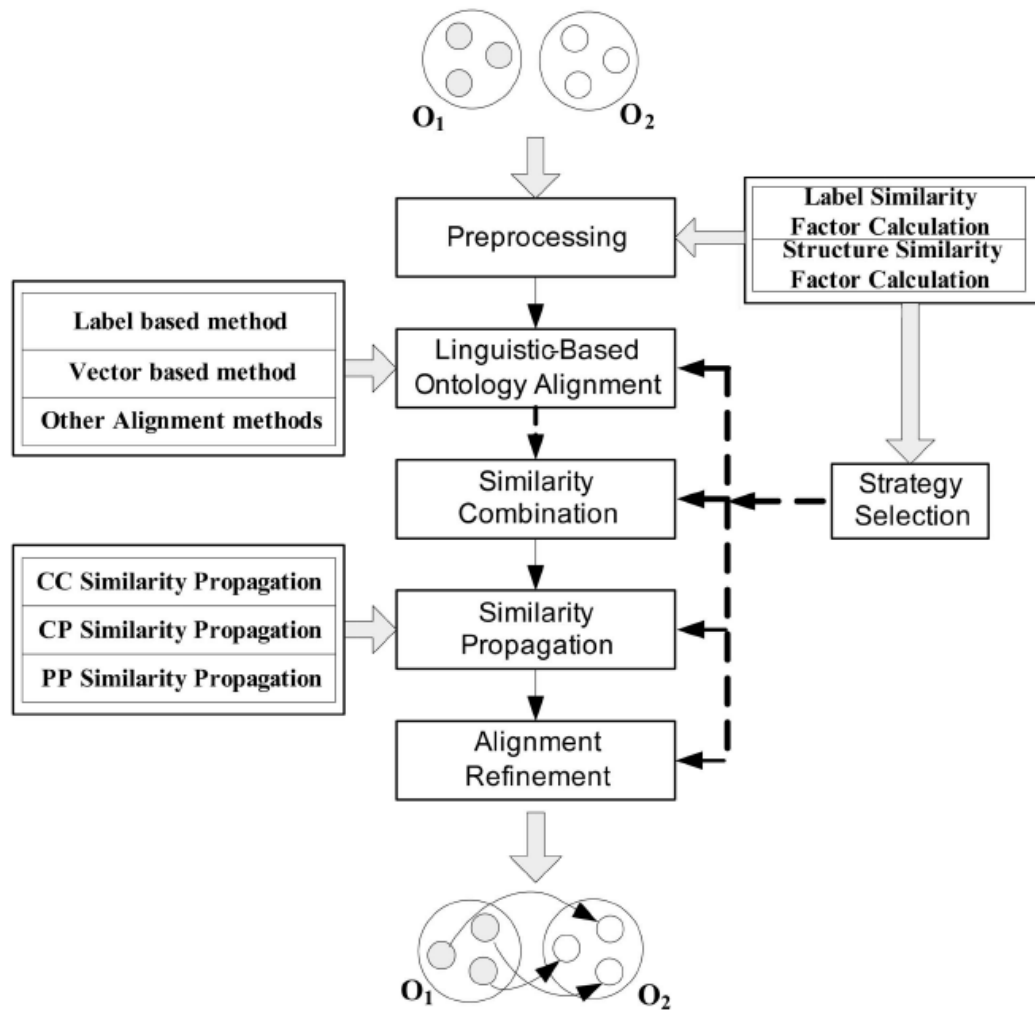 O₁
O₂
Preprocessing
Label Similarity
Factor Calculation
Structure Similarity
Factor Calculation
Label based method
Vector based method
Other Alignment methods
Linguistic-Based
Ontology Alignment
Similarity
Combination
Strategy
Selection
CC Similarity Propagation
CP Similarity Propagation
PP Similarity Propagation
Similarity
Propagation
Alignment
Refinement
O₁
O₂